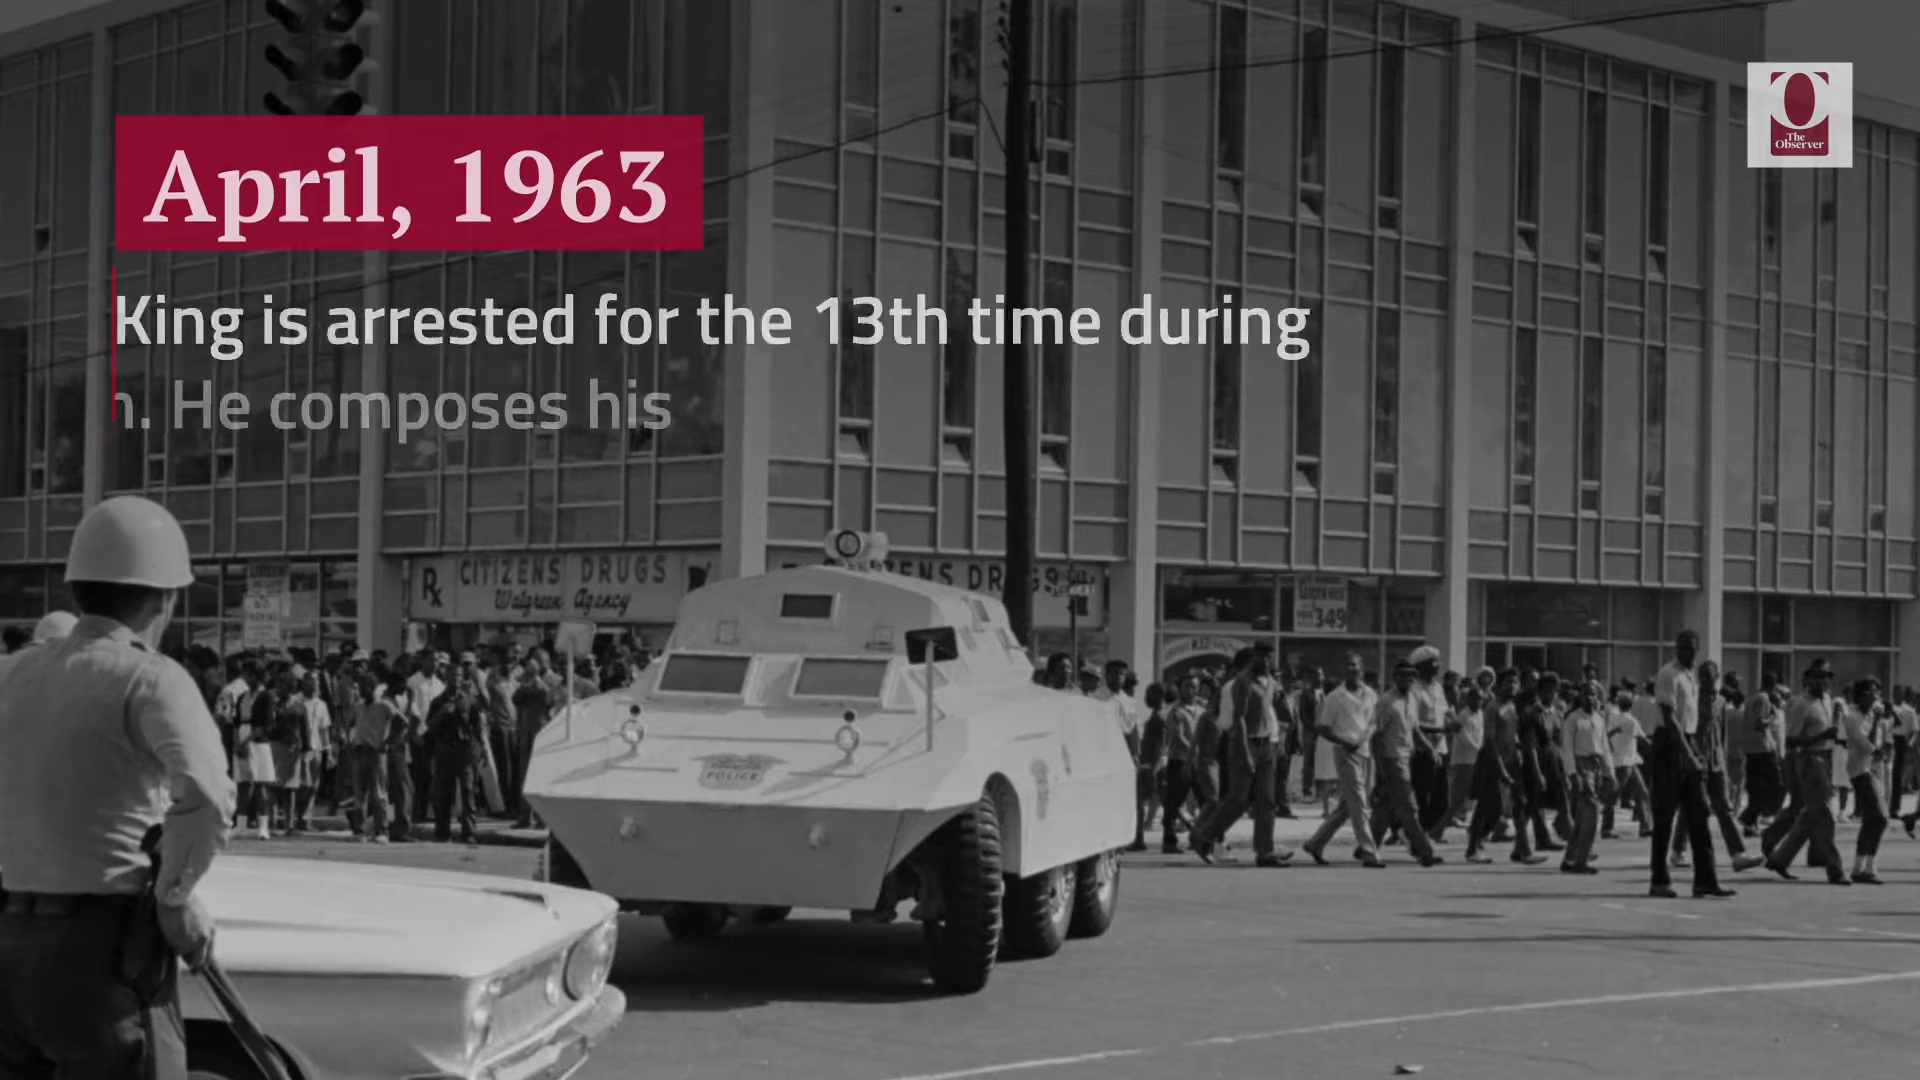 April, 1963
The
Observer
King is arrested for the 13th time during
n. He composes his
CITIZENS DRUGS
Walgreen Agency
349
POLICE